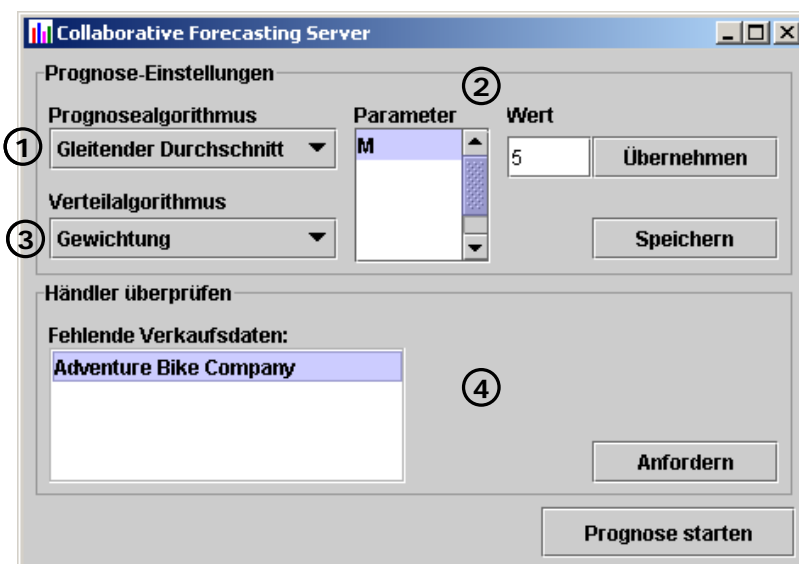 Collaborative Forecasting Server
Prognose-Einstellungen
2
Prognosealgorithmus
Parameter
Wert
1
Gleitender Durchschnitt
M
5
Übernehmen
Verteilalgorithmus
3
Gewichtung
Speichern
Händler überprüfen
Fehlende Verkaufsdaten:
Adventure Bike Company
4
Anfordern
Prognose starten